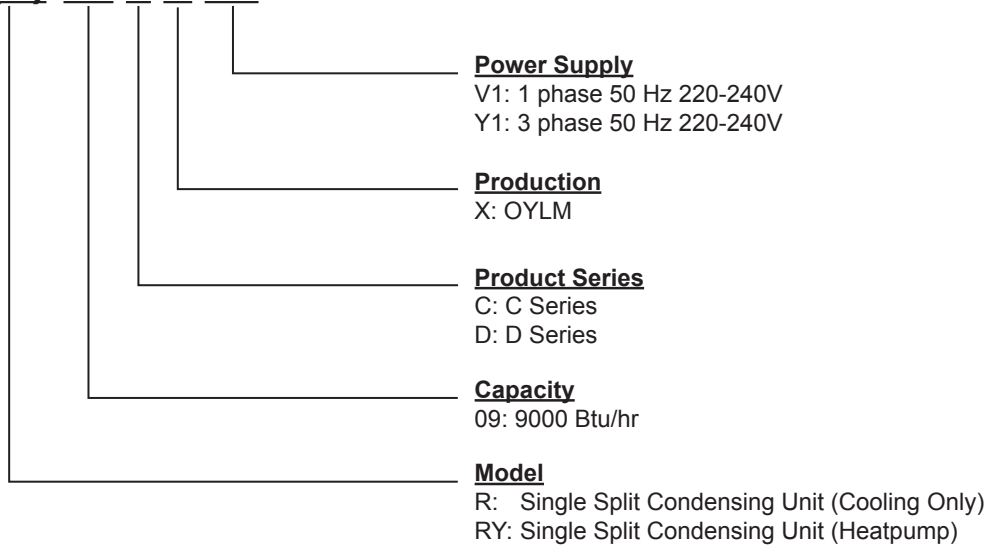 Power Supply
V1: 1 phase 50 Hz 220-240V
Y1: 3 phase 50 Hz 220-240V
Production
X: OYLM
Product Series
C: C Series
D: D Series
Capacity
09: 9000 Btu/hr
Model
R: Single Split Condensing Unit (Cooling Only)
RY: Single Split Condensing Unit (Heatpump)